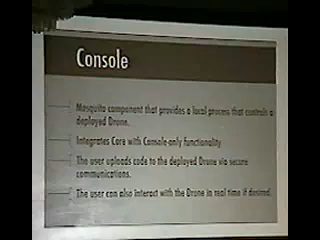 Console
Mosquito component that provides a local process that controls a
deployed Drone.
Integrates Core with Console-only functionality
The user uploads code to the deployed Drone via secure
communications.
The user can also interact with the Drone in real time if desired.